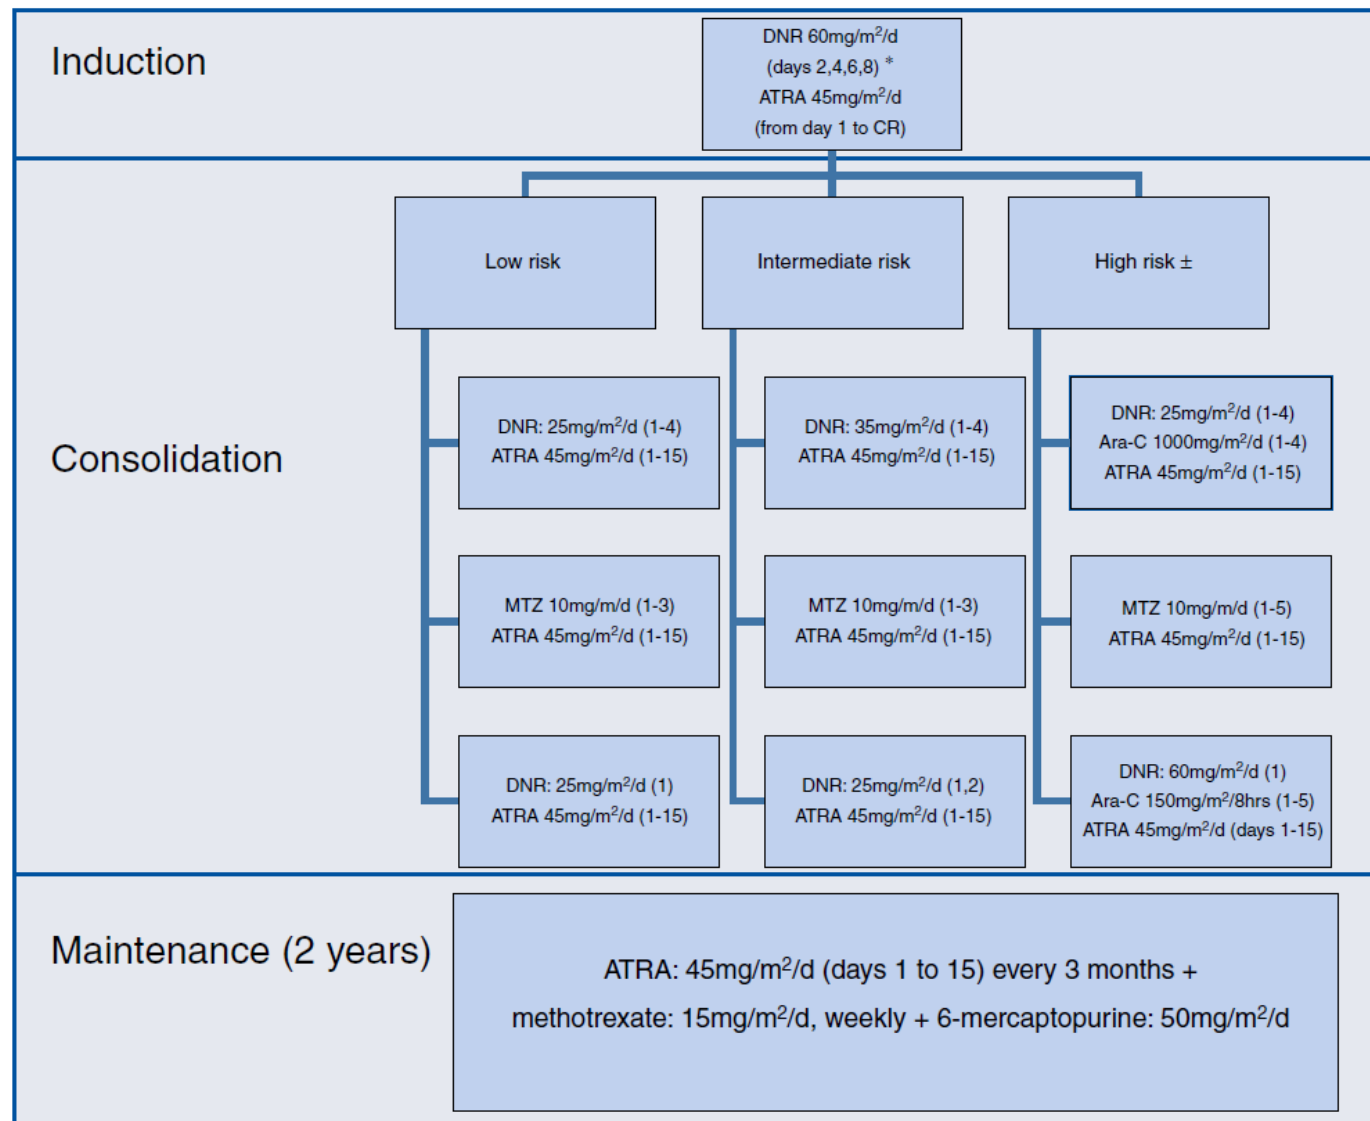 Induction
DNR 60mg/m²/d
(days 2,4,6,8) *
ATRA 45mg/m²/d
(from day 1 to CR)
Consolidation
Low risk
Intermediate risk
High risk ±
DNR: 25mg/m²/d (1-4)
ATRA 45mg/m²/d (1-15)
DNR: 35mg/m²/d (1-4)
ATRA 45mg/m²/d (1-15)
DNR: 25mg/m²/d (1-4)
Ara-C 1000mg/m²/d (1-4)
ATRA 45mg/m²/d (1-15)
MTZ 10mg/m/d (1-3)
ATRA 45mg/m²/d (1-15)
MTZ 10mg/m/d (1-3)
ATRA 45mg/m²/d (1-15)
MTZ 10mg/m/d (1-5)
ATRA 45mg/m²/d (1-15)
DNR: 25mg/m²/d (1)
ATRA 45mg/m²/d (1-15)
DNR: 25mg/m²/d (1,2)
ATRA 45mg/m²/d (1-15)
DNR: 60mg/m²/d (1)
Ara-C 150mg/m²/8hrs (1-5)
ATRA 45mg/m²/d (days 1-15)
Maintenance (2 years)
ATRA: 45mg/m²/d (days 1 to 15) every 3 months +
methotrexate: 15mg/m²/d, weekly + 6-mercaptopurine: 50mg/m²/d